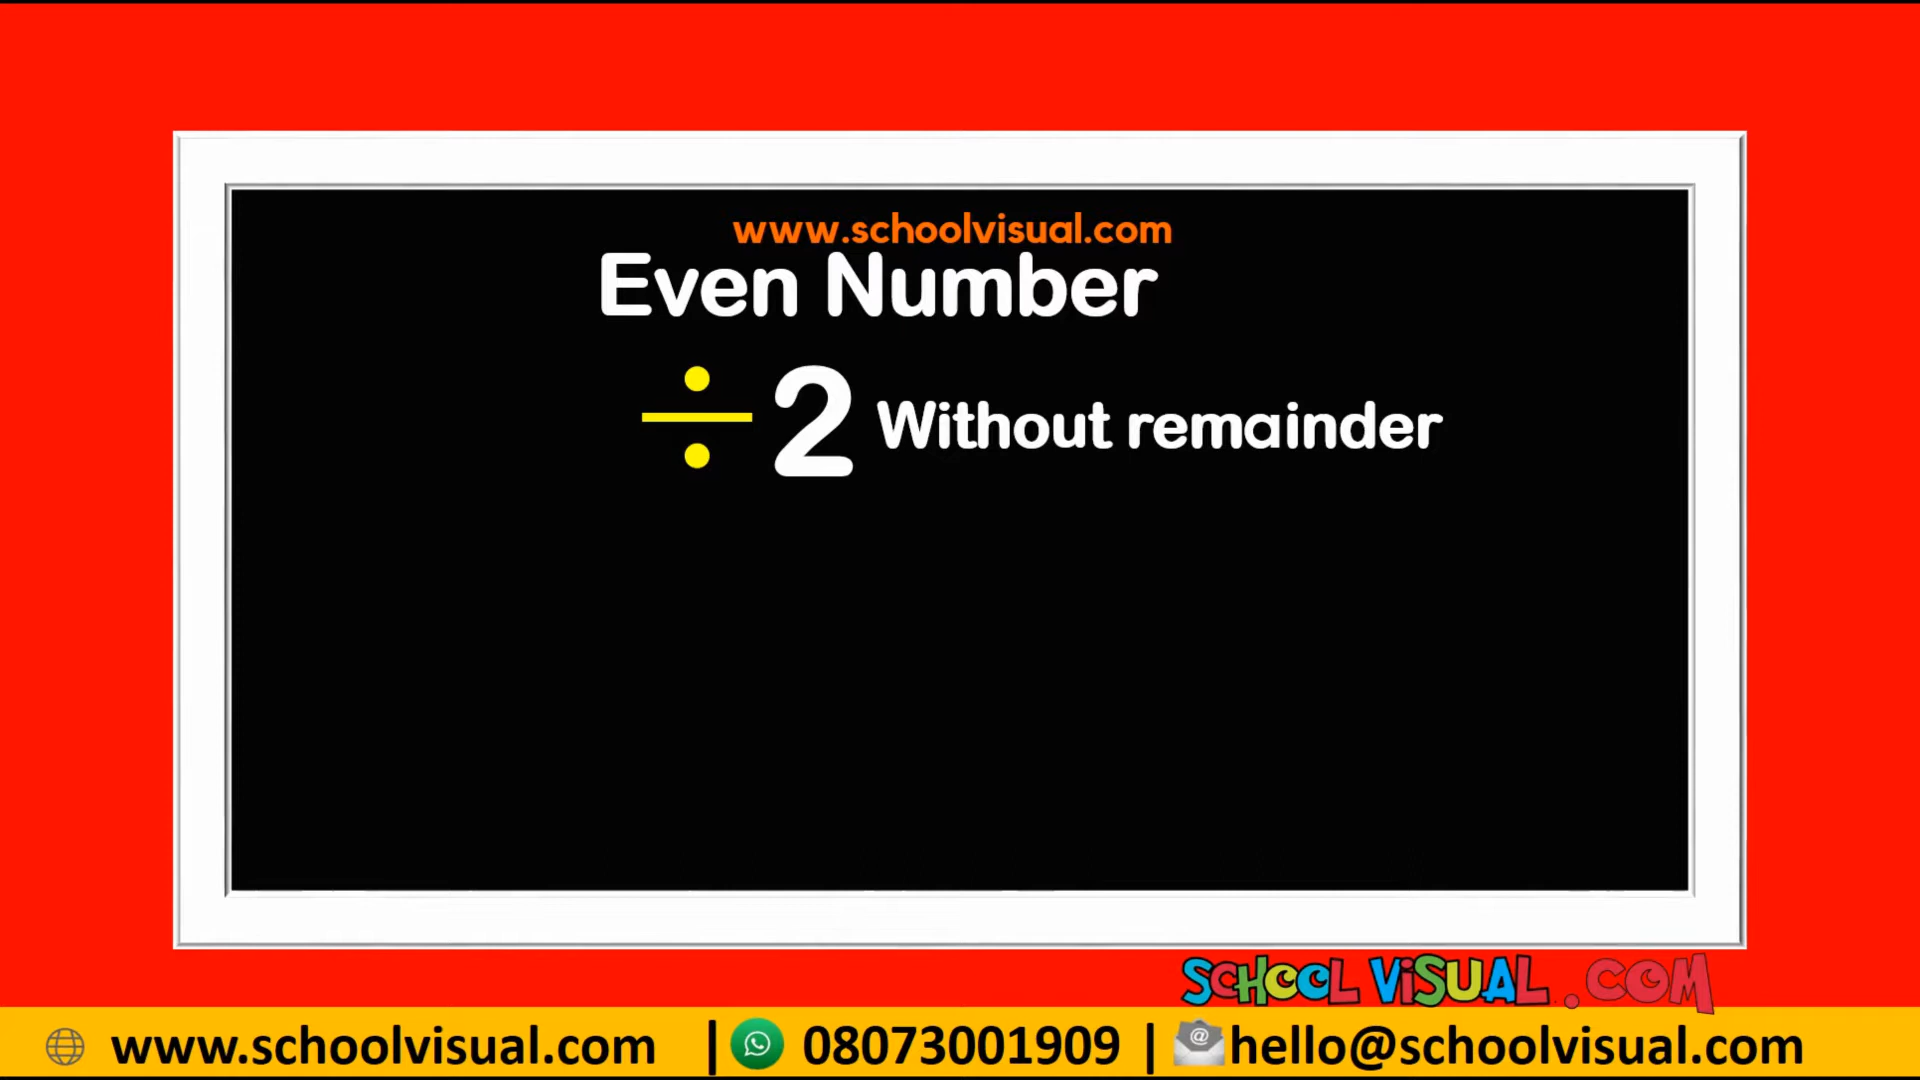 www.schoolvisual.com
Even Number
÷ 2 Without remainder
SCHOOL ViSUAL .COM
www.schoolvisual.com | 08073001909 | hello@schoolvisual.com